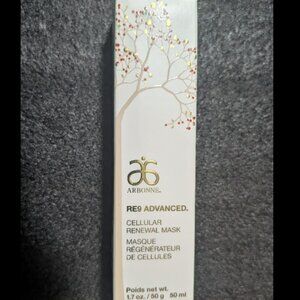 ARBONNE.
RE9 ADVANCED.
CELLULAR
RENEWAL MASK
MASQUE
RÉGÉNÉRATEUR
DE CELLULES
Poids net wt.
1.7 oz. / 50 g 50 ml